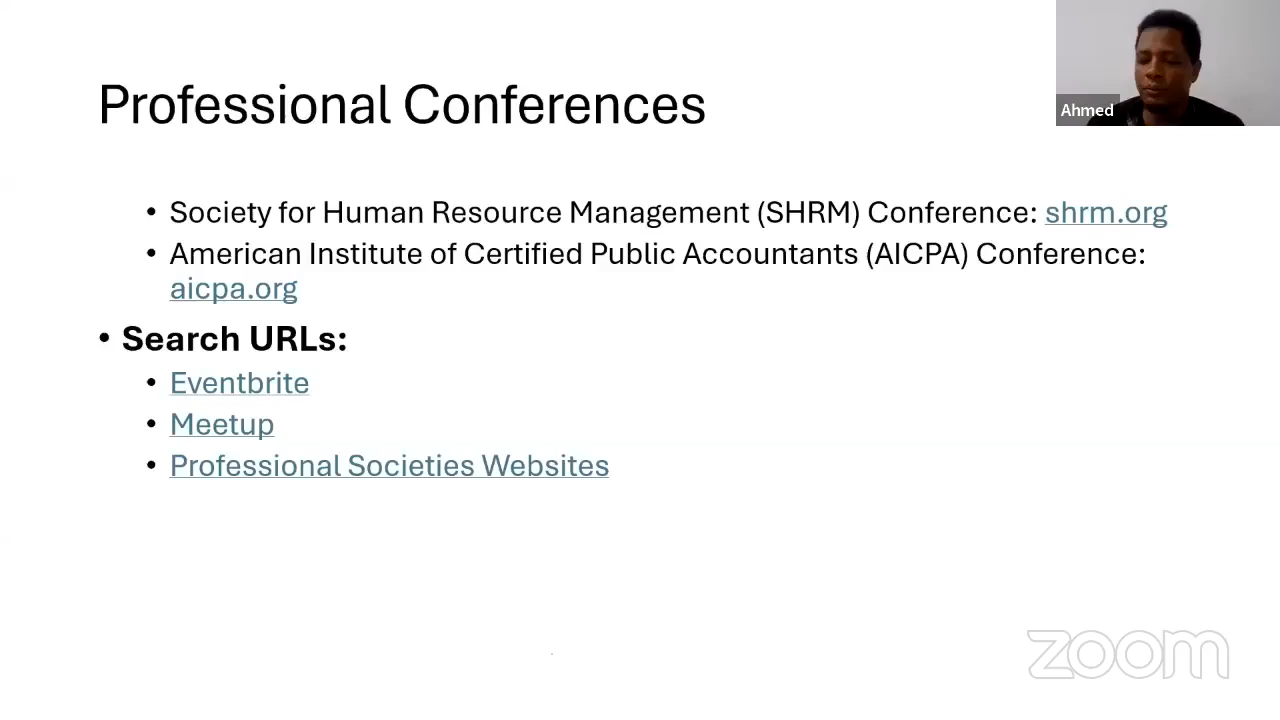 Professional Conferences
Ahmed
• Society for Human Resource Management (SHRM) Conference: shrm.org
• American Institute of Certified Public Accountants (AICPA) Conference:
aicpa.org
• Search URLs:
• Eventbrite
• Meetup
• Professional Societies Websites
zoom